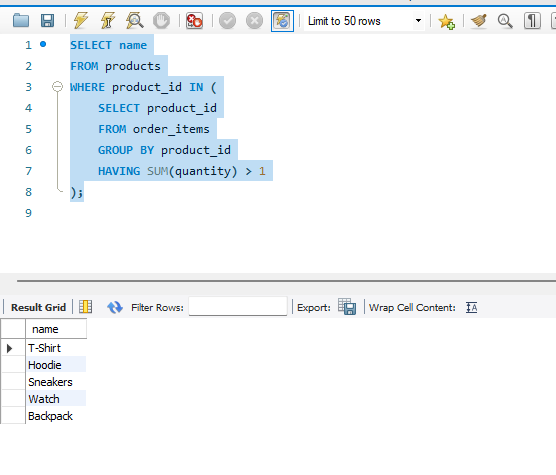 Limit to 50 rows
1 SELECT name
2 FROM products
3 WHERE product_id IN (
4 SELECT product_id
5 FROM order_items
6 GROUP BY product_id
7 HAVING SUM(quantity) > 1
8 );
9
Result Grid Filter Rows: Export: Wrap Cell Content: IA
name
T-Shirt
Hoodie
Sneakers
Watch
Backpack